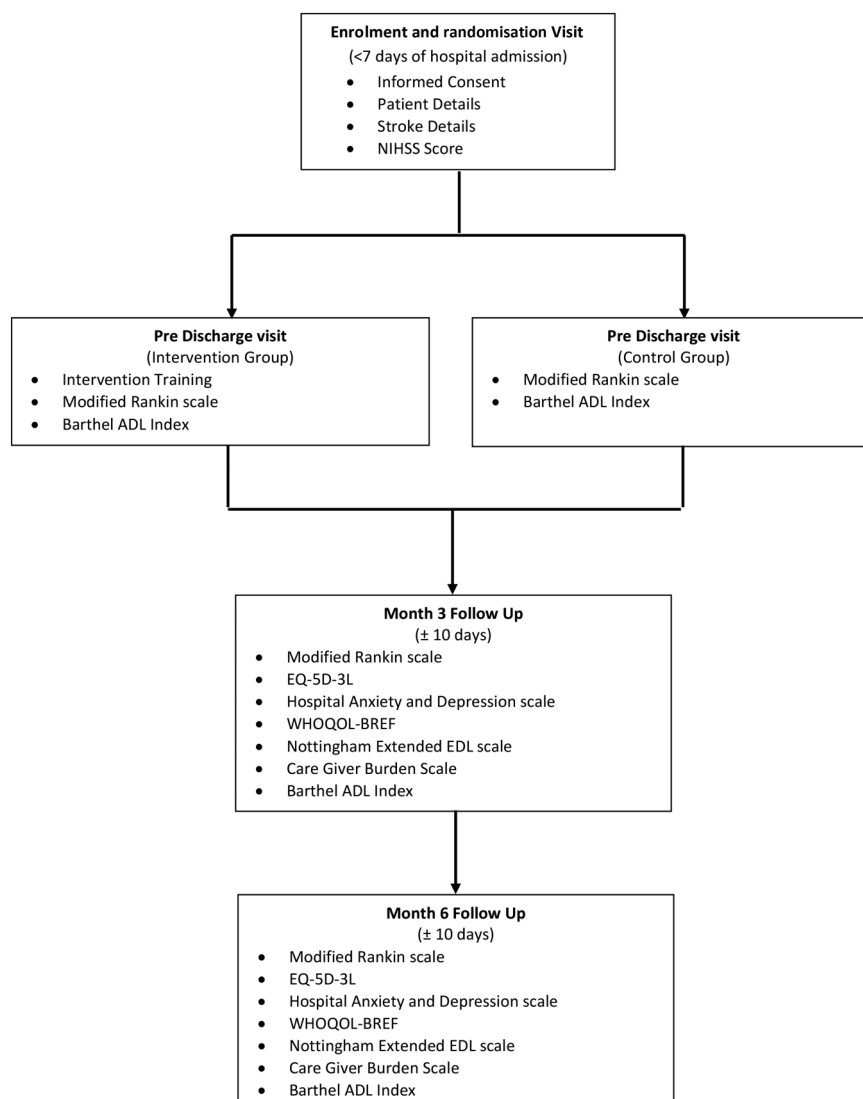 Enrolment and randomisation Visit
(<7 days of hospital admission)
• Informed Consent
• Patient Details
• Stroke Details
• NIHSS Score
Pre Discharge visit
(Intervention Group)
• Intervention Training
• Modified Rankin scale
• Barthel ADL Index
Pre Discharge visit
(Control Group)
• Modified Rankin scale
• Barthel ADL Index
Month 3 Follow Up
(± 10 days)
• Modified Rankin scale
• EQ-5D-3L
• Hospital Anxiety and Depression scale
• WHOQOL-BREF
• Nottingham Extended EDL scale
• Care Giver Burden Scale
• Barthel ADL Index
Month 6 Follow Up
(± 10 days)
• Modified Rankin scale
• EQ-5D-3L
• Hospital Anxiety and Depression scale
• WHOQOL-BREF
• Nottingham Extended EDL scale
• Care Giver Burden Scale
• Barthel ADL Index